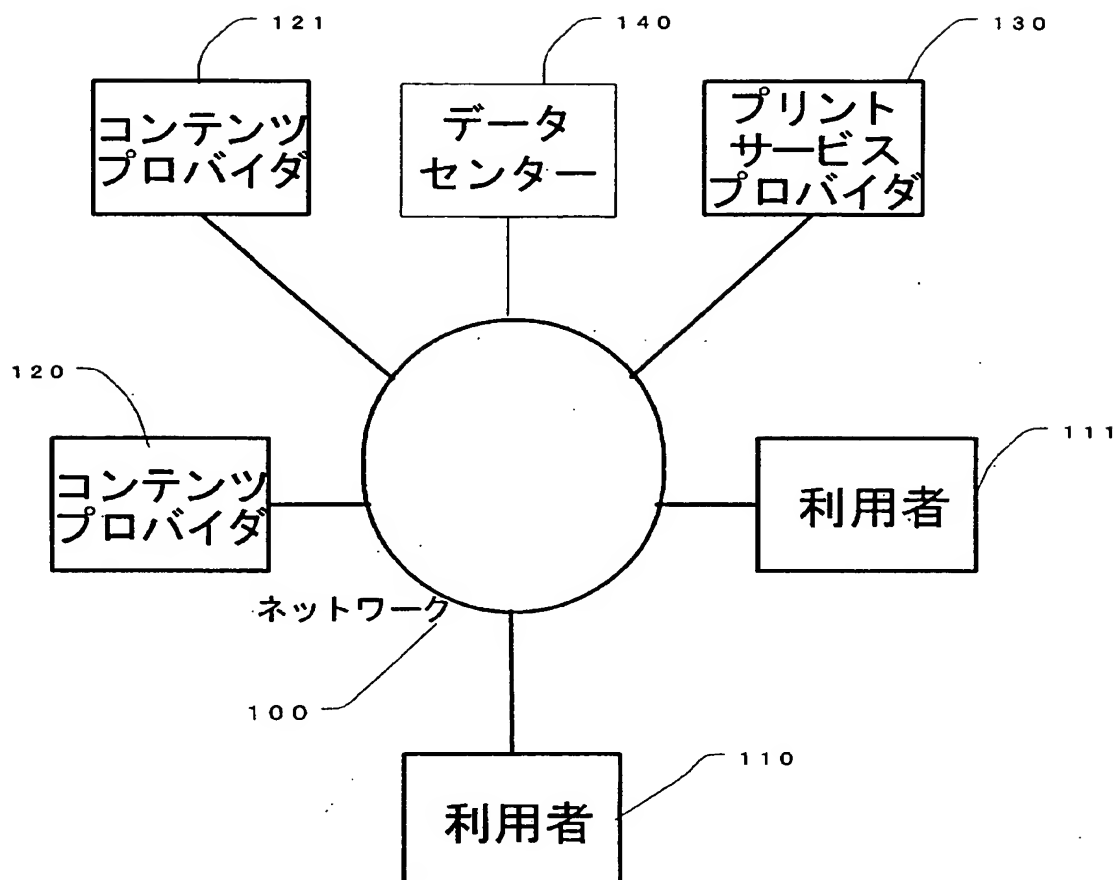 １２１
１４０
１３０
コンテンツ
プロバイダ
データ
センター
プリント
サービス
プロバイダ
１２０
コンテンツ
プロバイダ
１１１
利用者
ネットワーク
１００
１１０
利用者